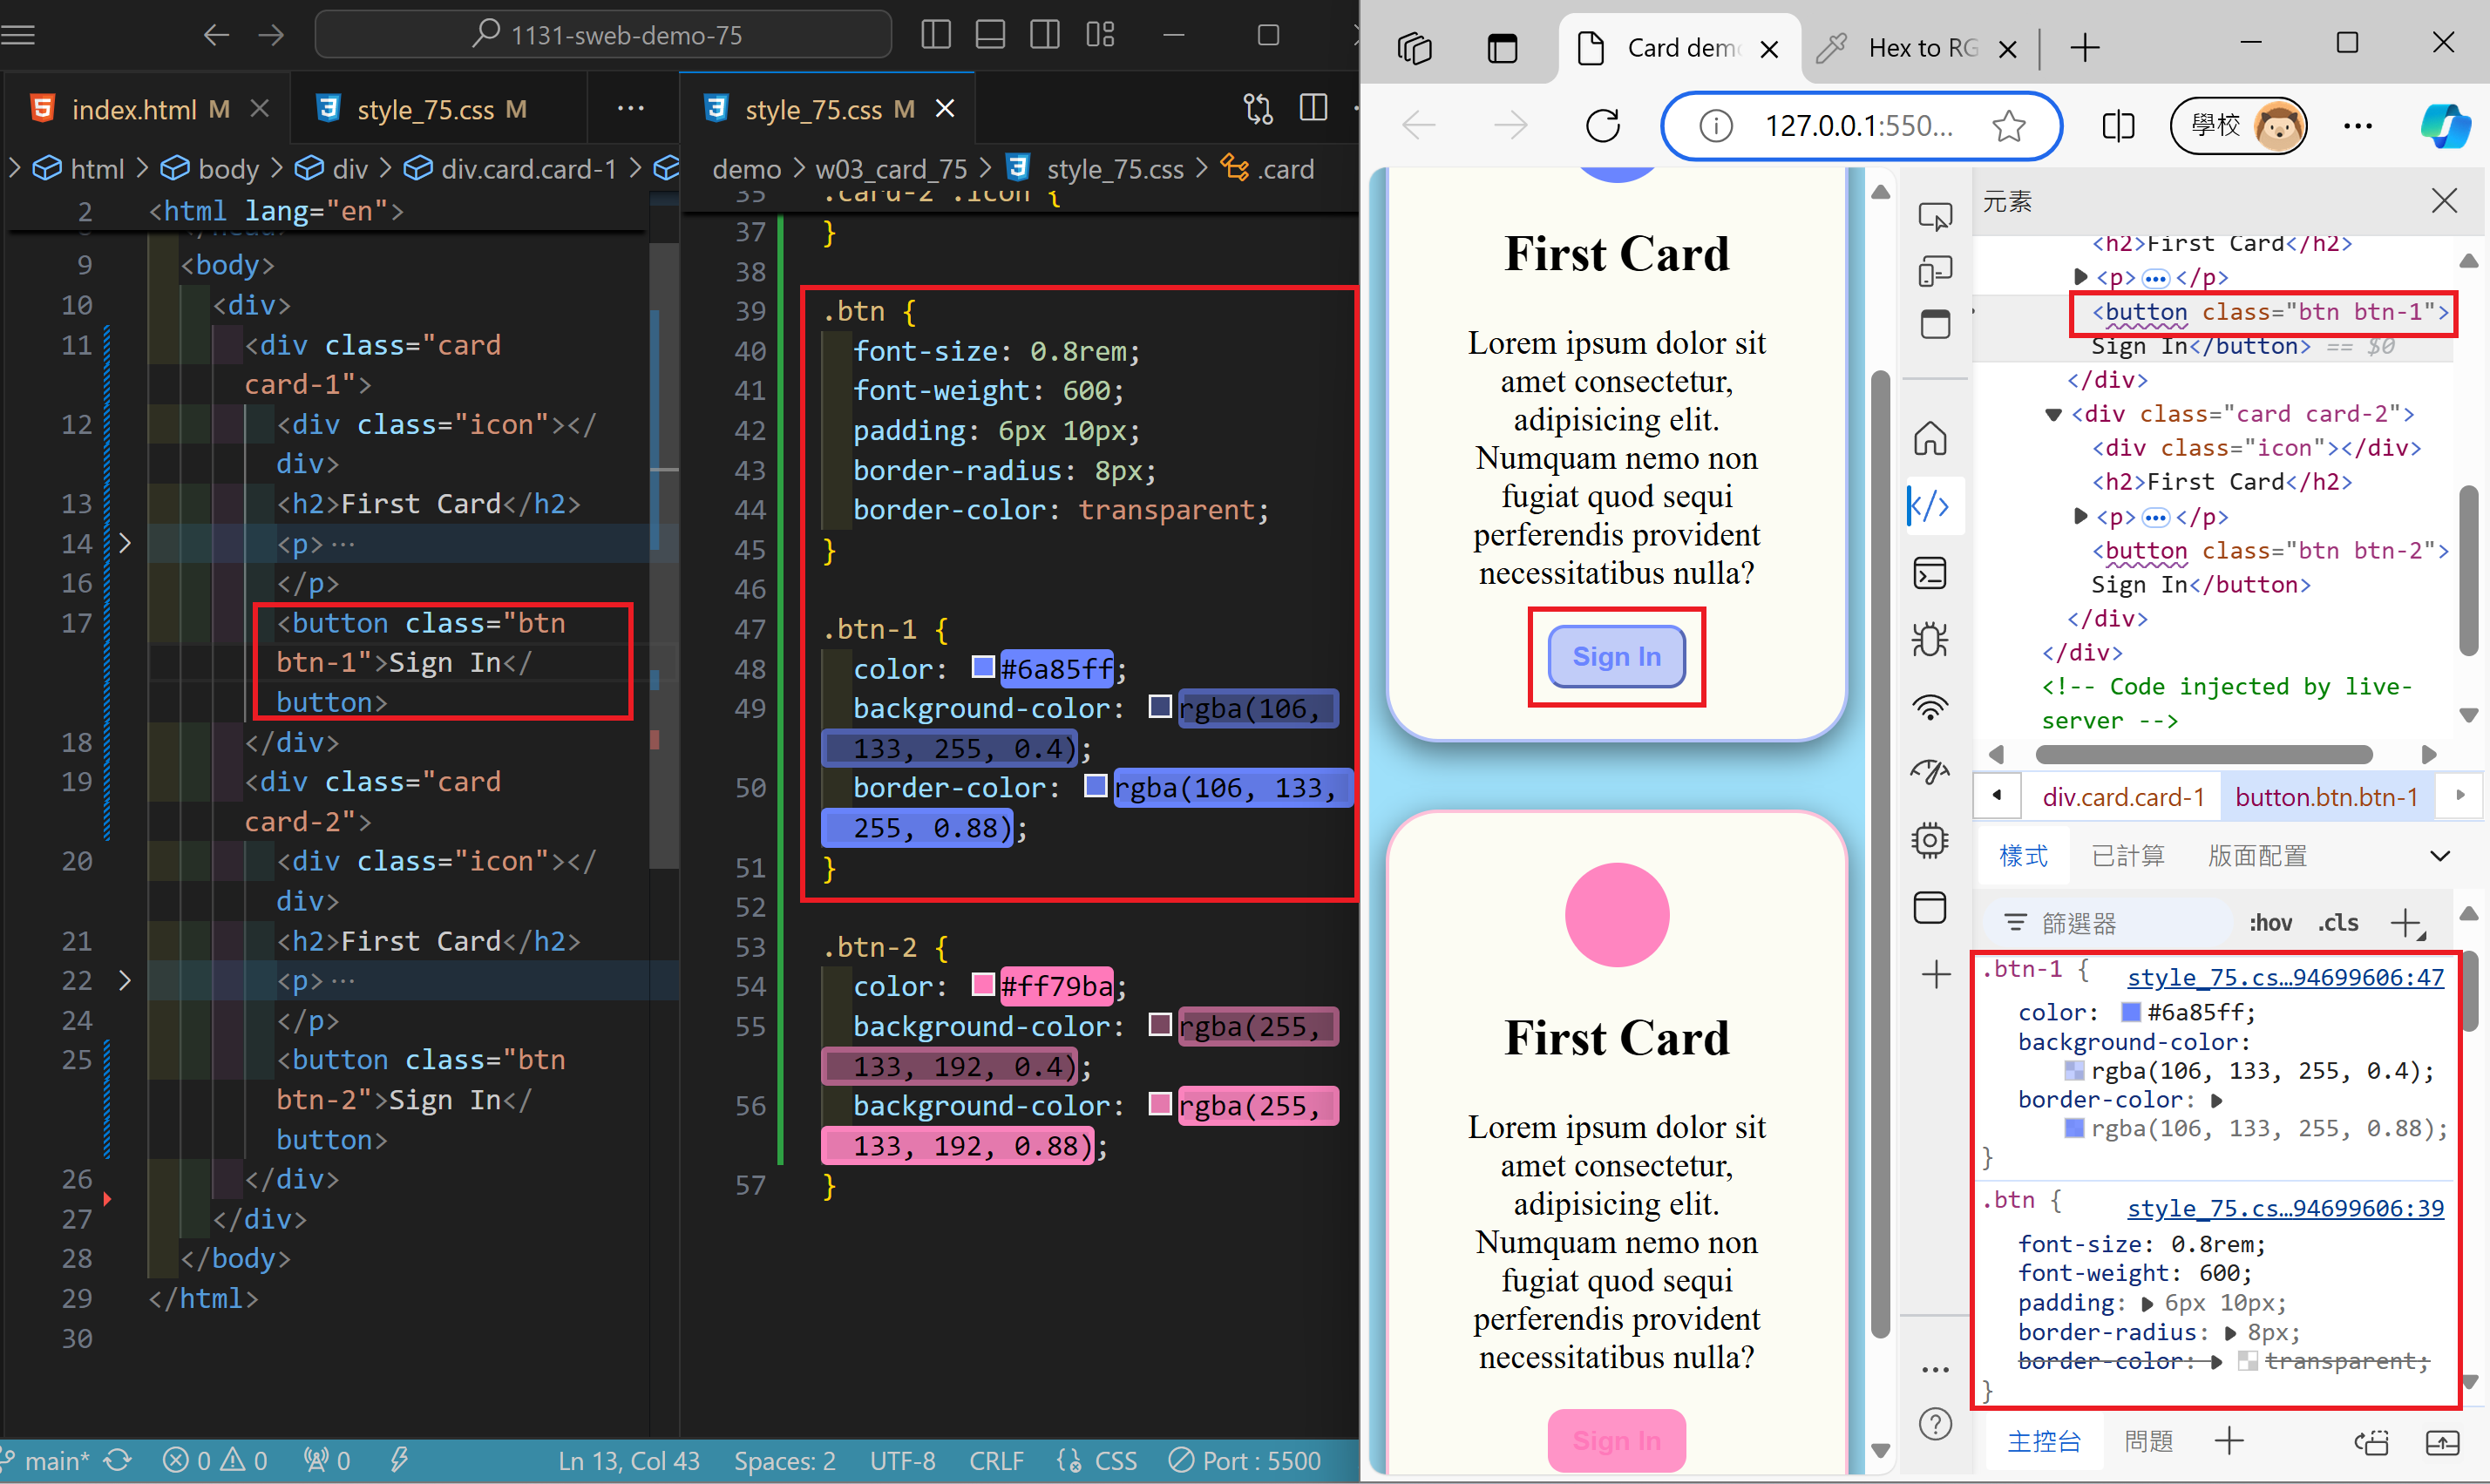 1131-sweb-demo-75
index.html M
style_75.css M
style_75.css M
html body div div.card.card-1
demo w03_card_75 style_75.css .card
2 <html lang="en">
9 <body>
10 <div>
11 <div class="card
card-1">
12 <div class="icon"></
div>
13 <h2>First Card</h2>
14 <p>···
16 </p>
17 <button class="btn
btn-1">Sign In</
button>
18 </div>
19 <div class="card
card-2">
20 <div class="icon"></
div>
21 <h2>First Card</h2>
22 <p>···
24 </p>
25 <button class="btn
btn-2">Sign In</
button>
26 </div>
27 </div>
28 </body>
29 </html>
30
35 .card-2 .icon {
37 }
38
39 .btn {
40 font-size: 0.8rem;
41 font-weight: 600;
42 padding: 6px 10px;
43 border-radius: 8px;
44 border-color: transparent;
45 }
46
47 .btn-1 {
48 color: #6a85ff;
49 background-color: rgba(106,
133, 255, 0.4);
50 border-color: rgba(106, 133,
255, 0.88);
51 }
52
53 .btn-2 {
54 color: #ff79ba;
55 background-color: rgba(255,
133, 192, 0.4);
56 background-color: rgba(255,
133, 192, 0.88);
57 }
main* 0 0 0 Ln 13, Col 43 Spaces: 2 UTF-8 CRLF CSS Port : 5500
Card dem
Hex to RG
127.0.0.1:550...
學校
First Card
Lorem ipsum dolor sit
amet consectetur,
adipisicing elit.
Numquam nemo non
fugiat quod sequi
perferendis provident
necessitatibus nulla?
Sign In
First Card
Lorem ipsum dolor sit
amet consectetur,
adipisicing elit.
Numquam nemo non
fugiat quod sequi
perferendis provident
necessitatibus nulla?
Sign In
元素
<h2>First Card</h2>
<p>…</p>
<button class="btn btn-1">
Sign In</button> == $0
</div>
<div class="card card-2">
<div class="icon"></div>
<h2>First Card</h2>
<p>…</p>
<button class="btn btn-2">
Sign In</button>
</div>
</div>
<!-- Code injected by live-
server -->
div.card.card-1 button.btn.btn-1
樣式 已計算 版面配置
篩選器 :hov .cls
.btn-1 { style_75.cs…94699606:47
color: #6a85ff;
background-color:
rgba(106, 133, 255, 0.4);
border-color:
rgba(106, 133, 255, 0.88);
}
.btn { style_75.cs…94699606:39
font-size: 0.8rem;
font-weight: 600;
padding: 6px 10px;
border-radius: 8px;
border-color: transparent;
}
主控台 問題